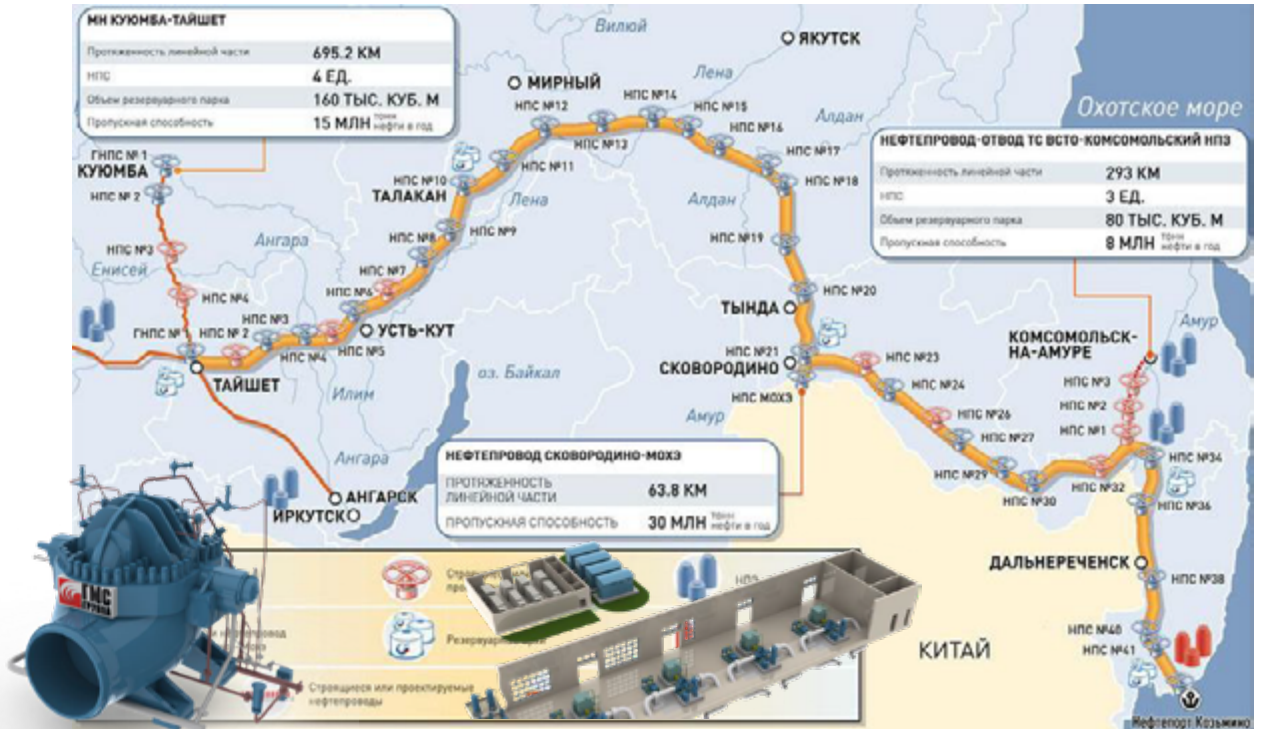 МН КУЮМБА-ТАЙШЕТ
Протяженность линейной части 695.2 КМ
НПС 4 ЕД.
Объем резервуарного парка 160 ТЫС. КУБ. М
Пропускная способность 15 МЛН тонн нефти в год
Вилюй
ЯКУТСК
Лена
МИРНЫЙ
НПС №12
НПС №14
НПС №15
НПС №16
Алдан
Охотское море
НЕФТЕПРОВОД-ОТВОД ТС ВСТО-КОМСОМОЛЬСКИЙ НПЗ
Протяженность линейной части 293 КМ
НПС 3 ЕД.
Объем резервуарного парка 80 ТЫС. КУБ. М
Пропускная способность 8 МЛН тонн нефти в год
ГНПС №1
КУЮМБА
НПС № 2
НПС №3
Енисей
НПС №4
Ангара
НПС №13
НПС №11
НПС №10
ТАЛАКАН
Лена
НПС №9
НПС №8
НПС №7
НПС №6
НПС №17
НПС №18
Алдан
НПС №19
НПС №20
ТЫНДА
НПС №21
СКОВОРОДИНО
НПС МОХЭ
Амур
ГНПС №1
НПС № 2
НПС №3
НПС №4
НПС №5
УСТЬ-КУТ
ТАЙШЕТ
Илим
оз. Байкал
Ангара
АНГАРСК
ИРКУТСК
НПС №23
НПС №24
НПС №26
НПС №27
НПС №29
НПС №30
НПС №32
КОМСОМОЛЬСК-
НА-АМУРЕ
Амур
НПС №3
НПС №2
НПС №1
НПС №34
НПС №36
ДАЛЬНЕРЕЧЕНСК
НПС №38
НПС №40
НПС №41
КИТАЙ
Нефтепорт Козьмино
НЕФТЕПРОВОД СКОВОРОДИНО-МОХЭ
ПРОТЯЖЕННОСТЬ
ЛИНЕЙНОЙ ЧАСТИ 63.8 КМ
ПРОПУСКНАЯ СПОСОБНОСТЬ 30 МЛН тонн нефти в год
НПЗ
нефтепровод
Строящиеся или проектируемые
нефтепроводы
ГМС
ГРУППА